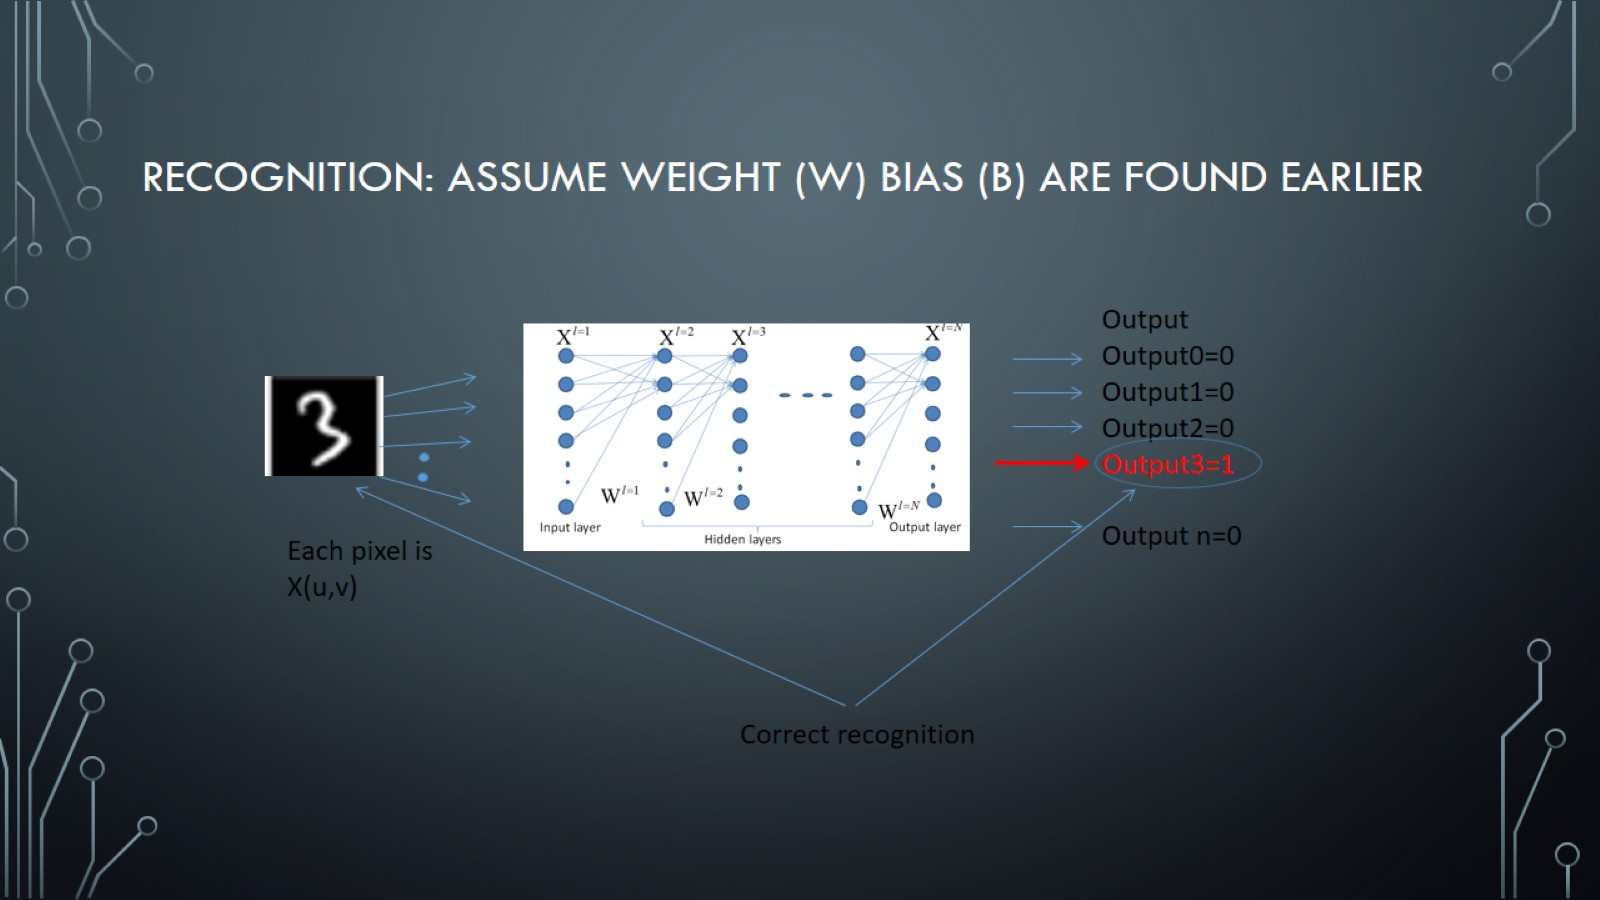 RECOGNITION: ASSUME WEIGHT (W) BIAS (B) ARE FOUND EARLIER
X^{l=1} X^{l=2} X^{l=3} X^{l=N}
W^{l=1} W^{l=2} W^{l=N}
Input layer
Hidden layers
Output layer
Output
Output0=0
Output1=0
Output2=0
Output3=1
Output n=0
3
Each pixel is
X(u,v)
Correct recognition